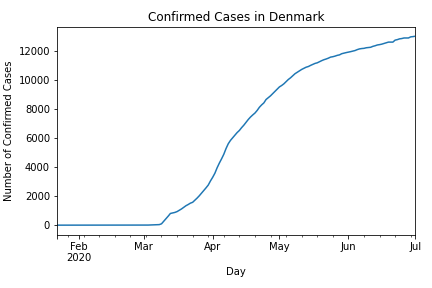 Confirmed Cases in Denmark
Number of Confirmed Cases
12000
10000
8000
6000
4000
2000
0
Feb
2020
Mar
Apr
May
Jun
Jul
Day